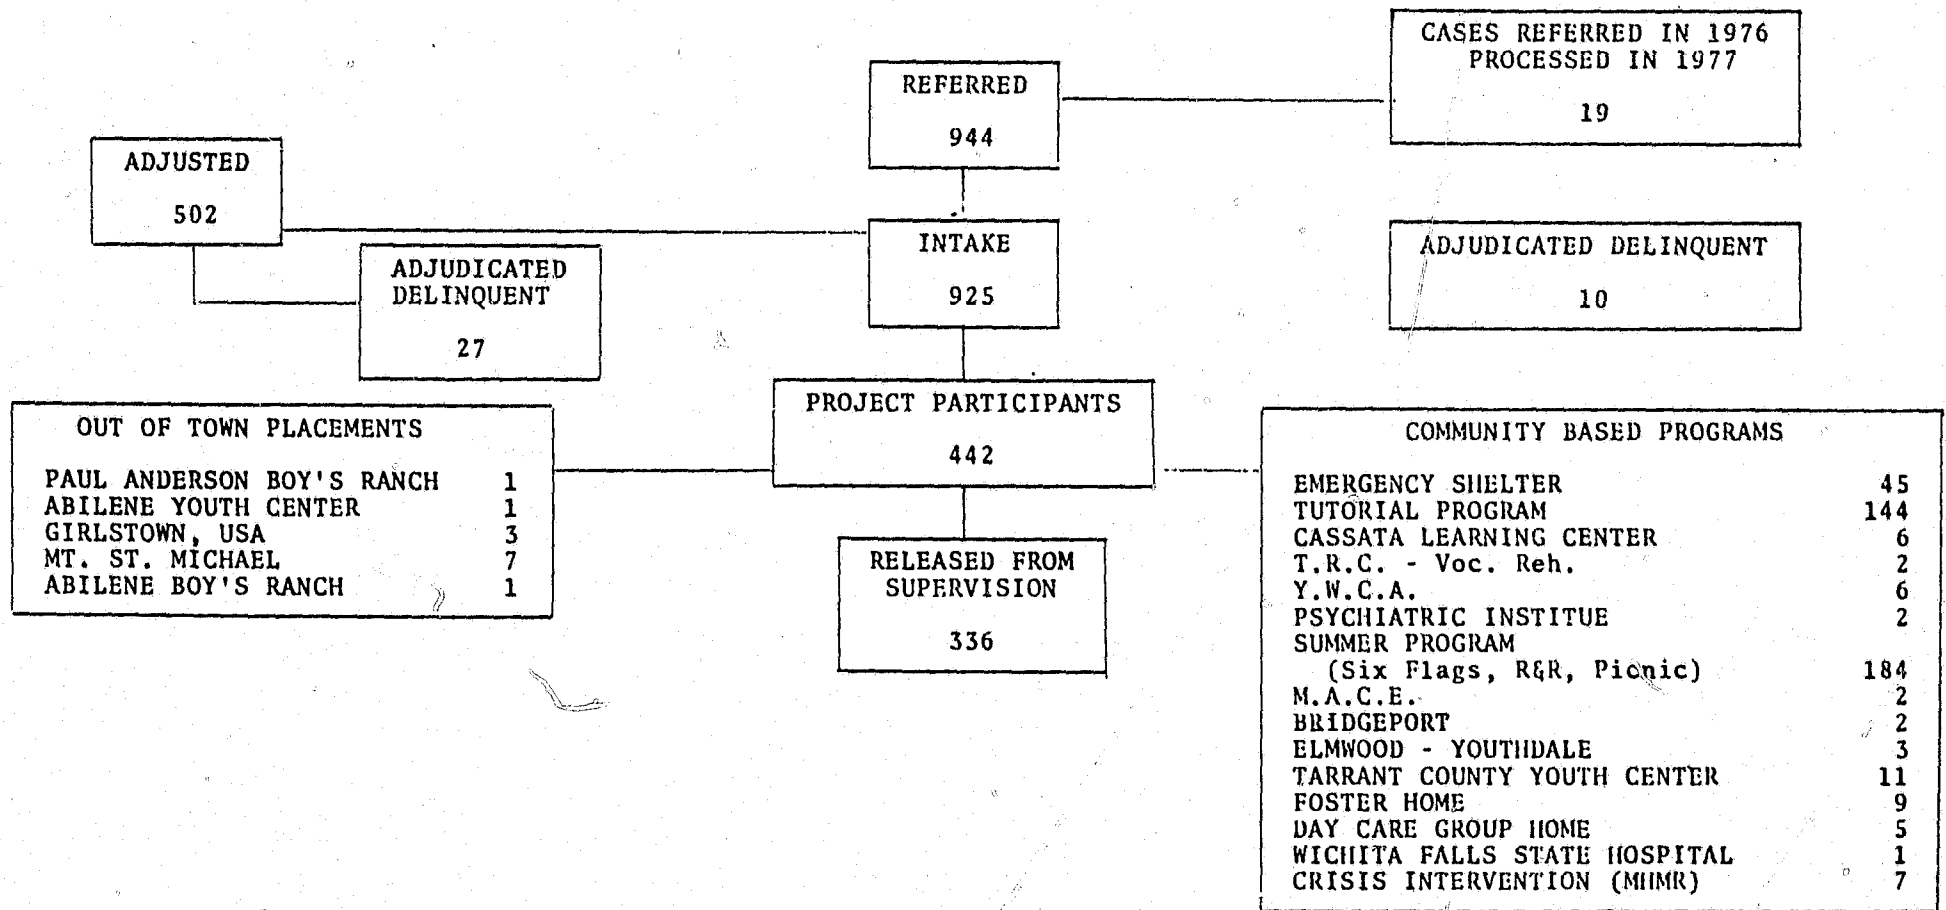 CASES REFERRED IN 1976
PROCESSED IN 1977
19
REFERRED
944
ADJUSTED
502
INTAKE
925
ADJUDICATED DELINQUENT
10
ADJUDICATED
DELINQUENT
27
PROJECT PARTICIPANTS
442
OUT OF TOWN PLACEMENTS
PAUL ANDERSON BOY'S RANCH 1
ABILENE YOUTH CENTER 1
GIRLSTOWN, USA 3
MT. ST. MICHAEL 7
ABILENE BOY'S RANCH 1
RELEASED FROM
SUPERVISION
336
COMMUNITY BASED PROGRAMS
EMERGENCY SHELTER 45
TUTORIAL PROGRAM 144
CASSATA LEARNING CENTER 6
T.R.C. - Voc. Reh. 2
Y.W.C.A. 6
PSYCHIATRIC INSTITUE 2
SUMMER PROGRAM
(Six Flags, R&R, Picnic) 184
M.A.C.E. 2
BRIDGEPORT 2
ELMWOOD - YOUTHDALE 3
TARRANT COUNTY YOUTH CENTER 11
FOSTER HOME 9
DAY CARE GROUP HOME 5
WICHITA FALLS STATE HOSPITAL 1
CRISIS INTERVENTION (MHMR) 7